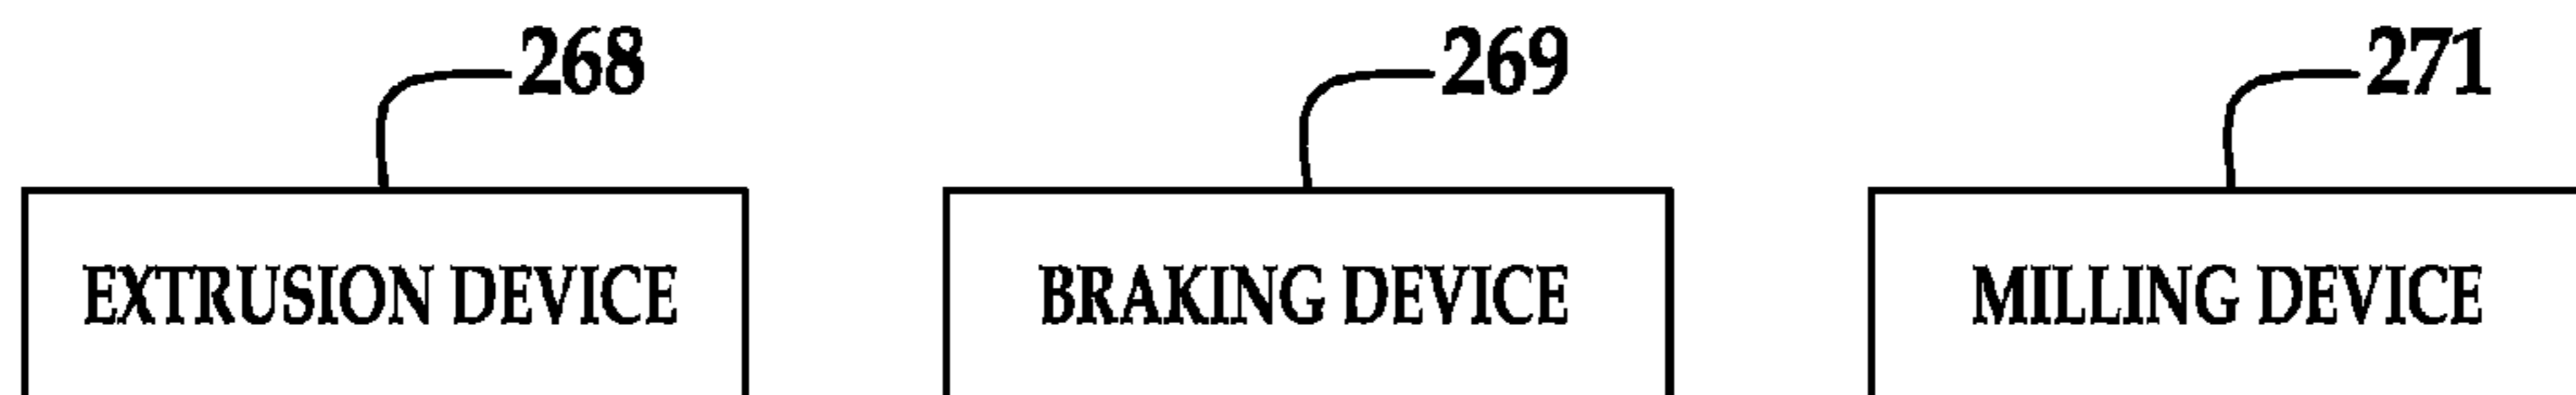 268 269 271
EXTRUSION DEVICE BRAKING DEVICE MILLING DEVICE